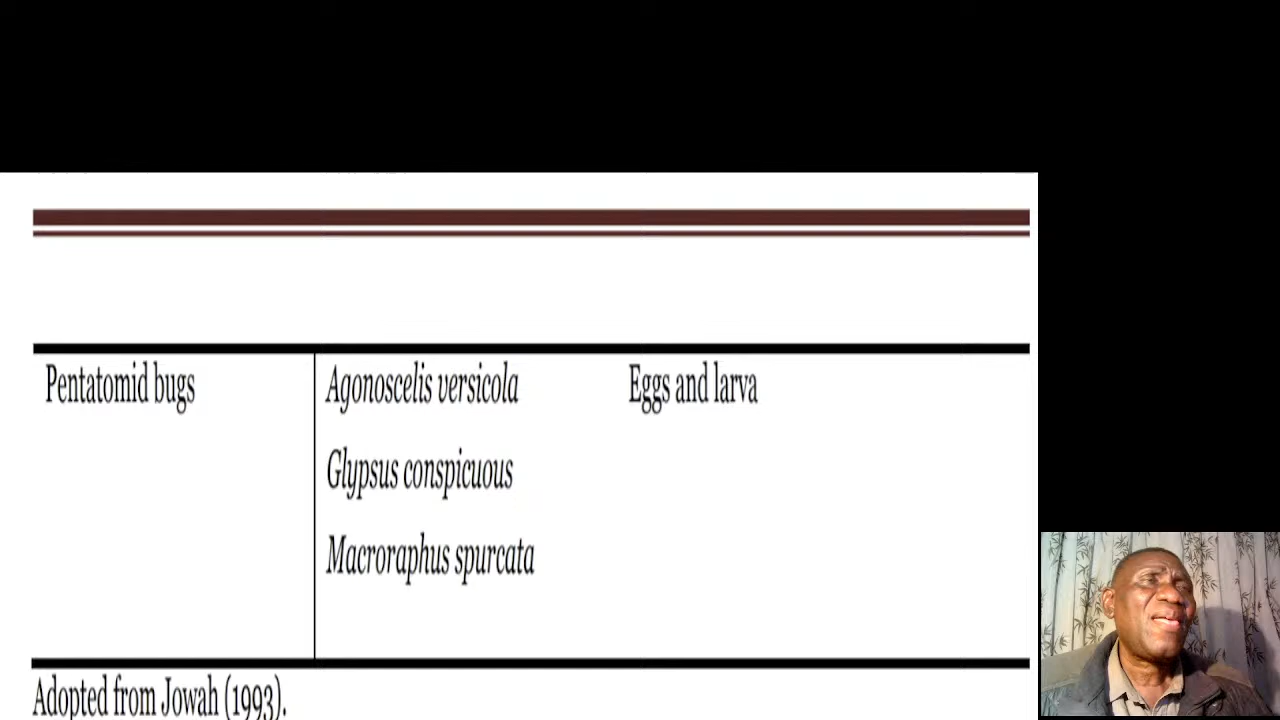 Pentatomid bugs Agonoscelis versicola Eggs and larva
Glypsus conspicuous
Macroraphus spurcata
Adopted from Jowah (1993).